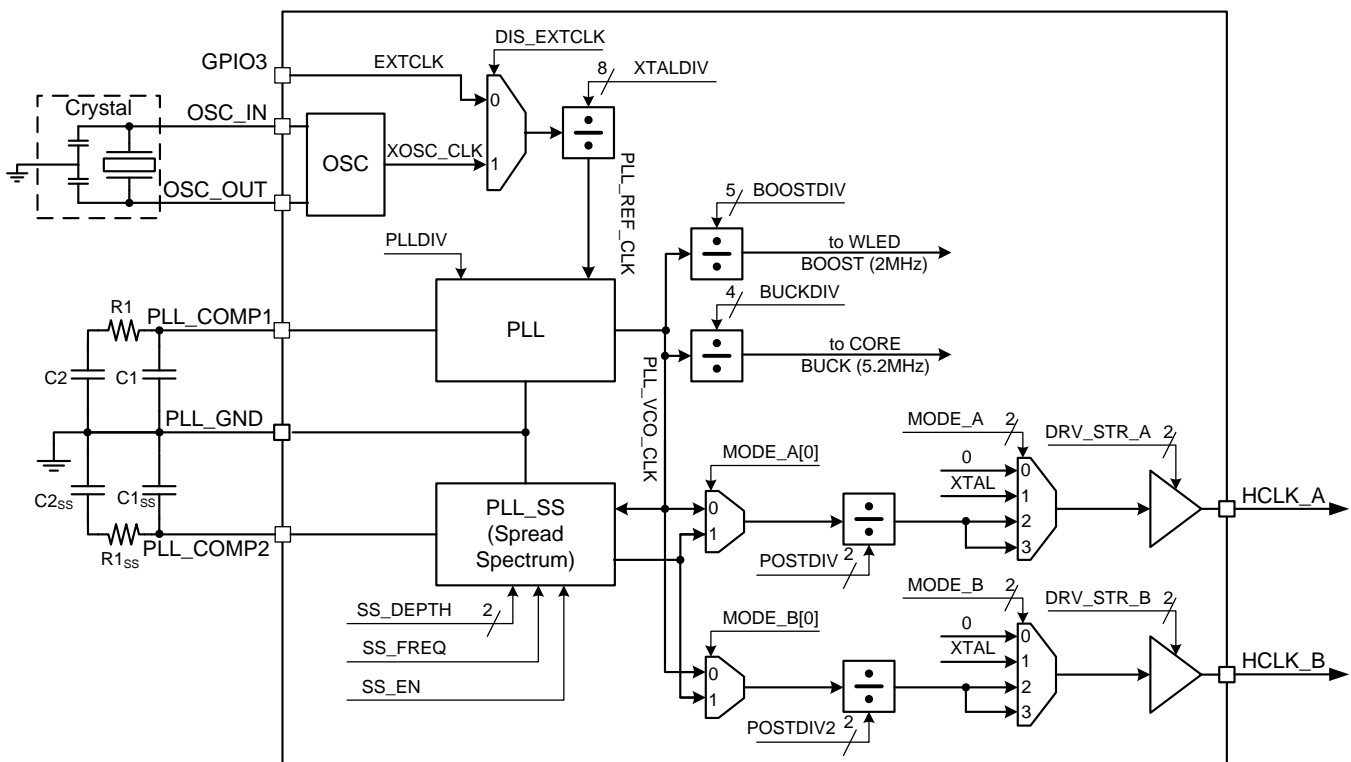 DIS_EXTCLK
GPIO3
EXTCLK
8
XTALDIV
Crystal
OSC_IN
0
OSC
XOSC_CLK
1
OSC_OUT
PLL_REF_CLK
5
BOOSTDIV
to WLED
BOOST (2MHz)
PLLDIV
4
BUCKDIV
R1
PLL_COMP1
PLL
to CORE
BUCK (5.2MHz)
C2
C1
PLL_VCO_CLK
PLL_GND
MODE_A
2
DRV_STR_A
2
MODE_A[0]
0
0
XTAL
1
C2SS
C1SS
PLL_SS
(Spread
Spectrum)
0
1
2
3
HCLK_A
R1SS
PLL_COMP2
POSTDIV
2
SS_DEPTH
2
MODE_B
2
DRV_STR_B
2
SS_FREQ
MODE_B[0]
0
0
XTAL
1
SS_EN
0
1
2
3
HCLK_B
POSTDIV2
2